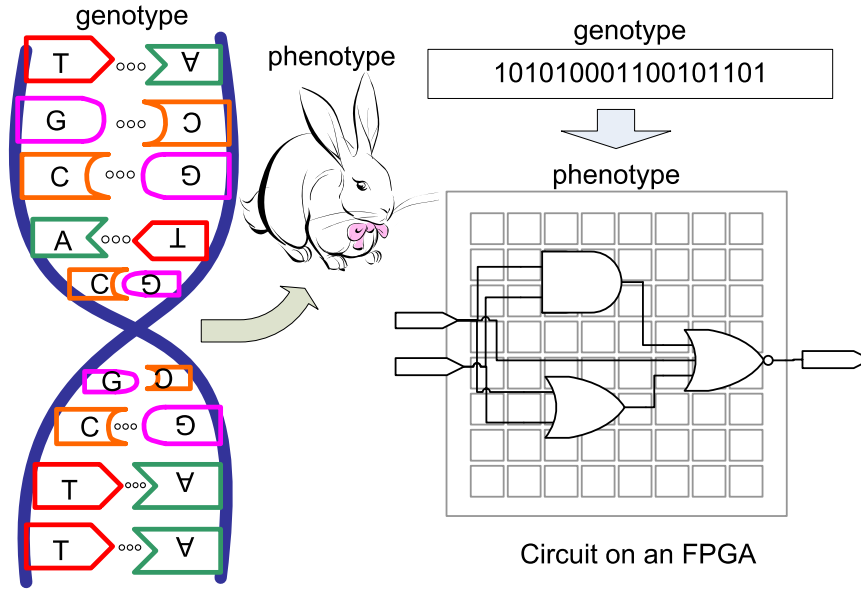 genotype
T A
G C
C G
A T
C G
G C
C G
T A
T A
phenotype
genotype
101010001100101101
phenotype
Circuit on an FPGA